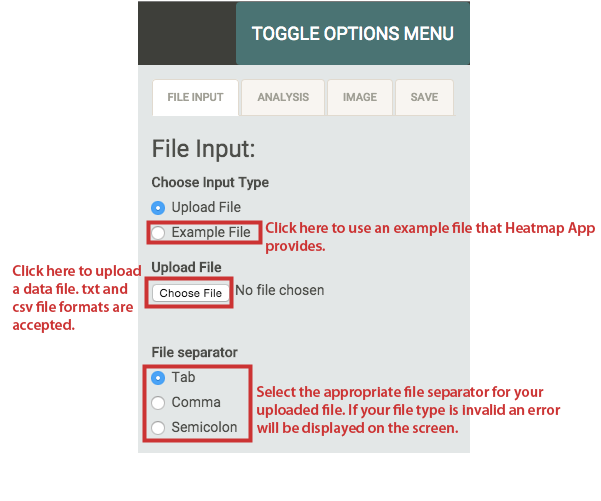 TOGGLE OPTIONS MENU
FILE INPUT
ANALYSIS
IMAGE
SAVE
File Input:
Choose Input Type
Upload File
Example File
Click here to use an example file that Heatmap App
provides.
Upload File
Click here to upload
a data file. txt and
csv file formats are
accepted.
Choose File No file chosen
File separator
Tab
Comma
Semicolon
Select the appropriate file separator for your
uploaded file. If your file type is invalid an error
will be displayed on the screen.